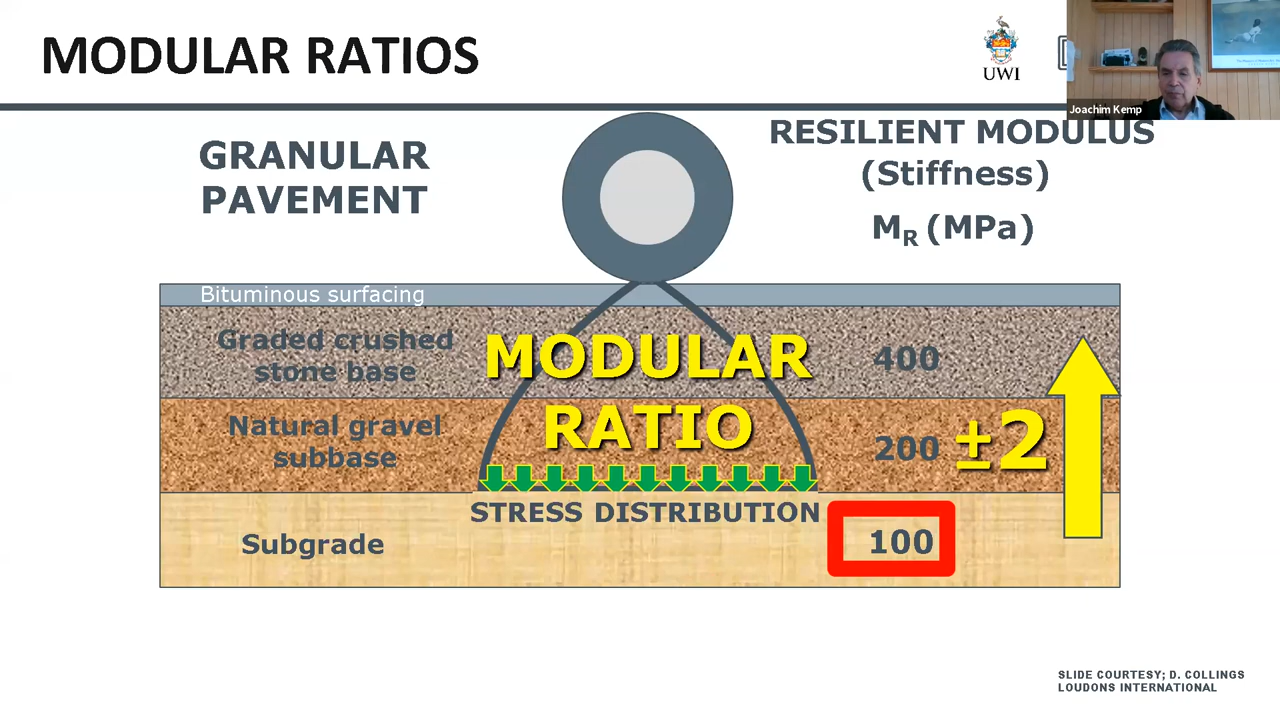 MODULAR RATIOS
UWI
Joachim Kemp
GRANULAR
PAVEMENT
RESILIENT MODULUS
(Stiffness)
MR (MPa)
Bituminous surfacing
Graded crushed
stone base
400
MODULAR
RATIO
Natural gravel
subbase
200
±2
STRESS DISTRIBUTION
Subgrade
100
SLIDE COURTESY; D. COLLINGS
LOUDONS INTERNATIONAL